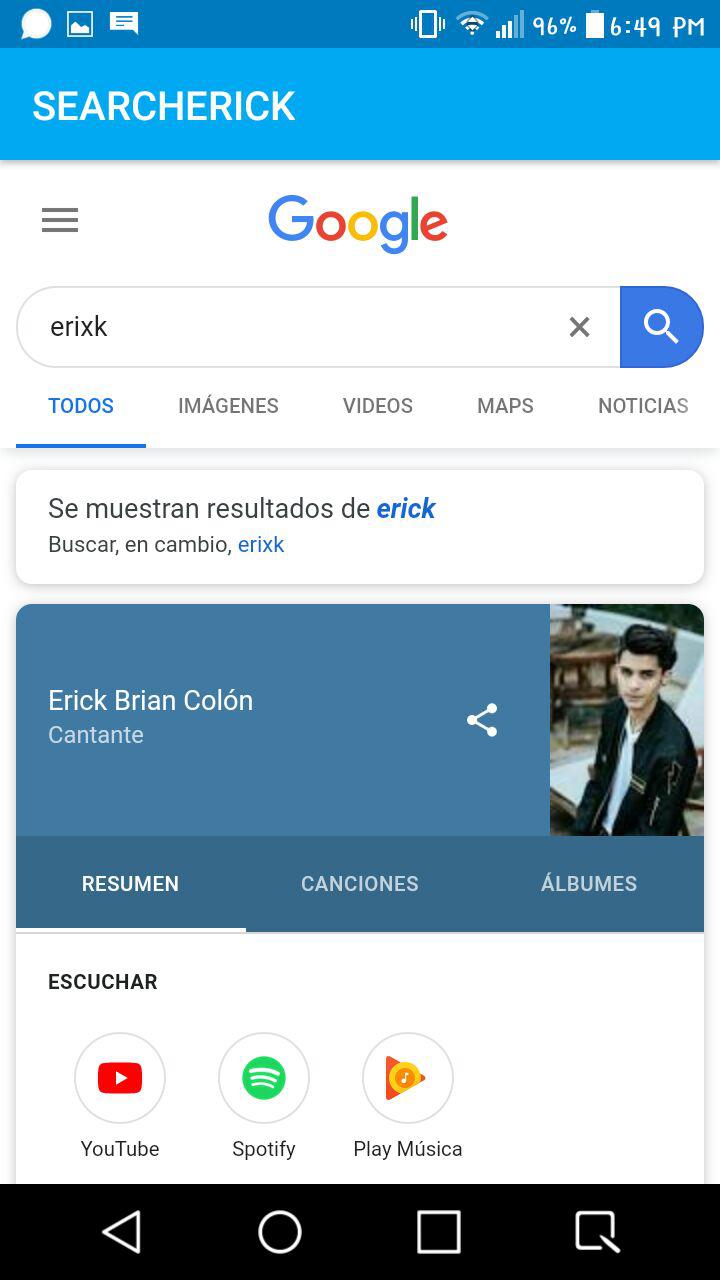 96% 6:49 PM
SEARCHERICK
Google
erixk
TODOS IMÁGENES VIDEOS MAPS NOTICIAS
Se muestran resultados de erick
Buscar, en cambio, erixk
Erick Brian Colón
Cantante
RESUMEN CANCIONES ÁLBUMES
ESCUCHAR
YouTube Spotify Play Música